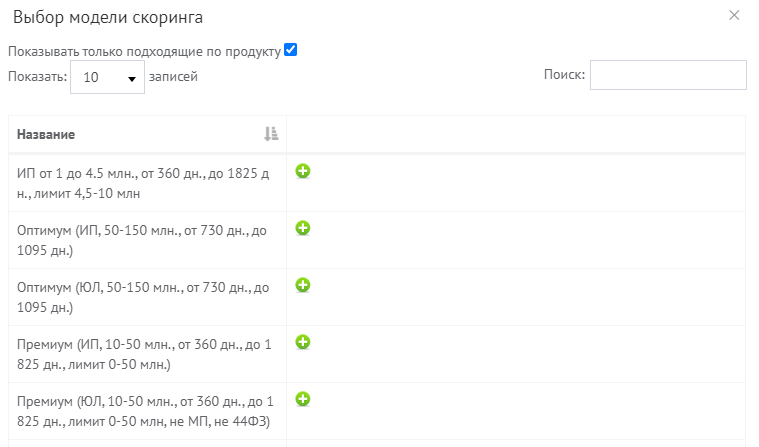 Выбор модели скоринга
Показывать только подходящие по продукту
Показать: 10 записей
Поиск:
Название
ИП от 1 до 4.5 млн., от 360 дн., до 1825 д
н., лимит 4,5-10 млн
Оптимум (ИП, 50-150 млн., от 730 дн., до
1095 дн.)
Оптимум (ЮЛ, 50-150 млн., от 730 дн., до
1095 дн.)
Премиум (ИП, 10-50 млн., от 360 дн., до 1
825 дн., лимит 0-50 млн.)
Премиум (ЮЛ, 10-50 млн., от 360 дн., до 1
825 дн., лимит 0-50 млн, не МП, не 44ФЗ)